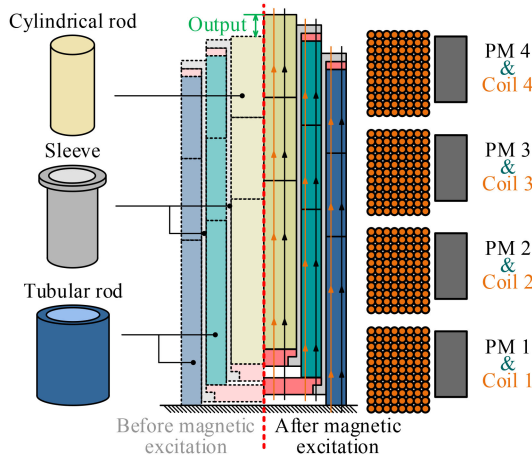 Cylindrical rod
Output
Sleeve
Tubular rod
PM 4
&
Coil 4
PM 3
&
Coil 3
PM 2
&
Coil 2
PM 1
&
Coil 1
Before magnetic
excitation
After magnetic
excitation